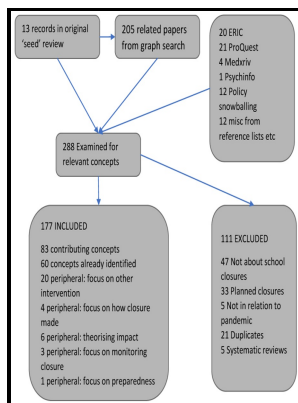 13 records in original
'seed' review
205 related papers
from graph search
20 ERIC
21 ProQuest
4 Medrxiv
1 Psychinfo
12 Policy
snowballing
12 misc from
reference lists etc
288 Examined for
relevant concepts
177 INCLUDED
83 contributing concepts
60 concepts already identified
20 peripheral: focus on other
intervention
4 peripheral: focus on how closure
made
6 peripheral: theorising impact
3 peripheral: focus on monitoring
closure
1 peripheral: focus on preparedness
111 EXCLUDED
47 Not about school
closures
33 Planned closures
5 Not in relation to
pandemic
21 Duplicates
5 Systematic reviews